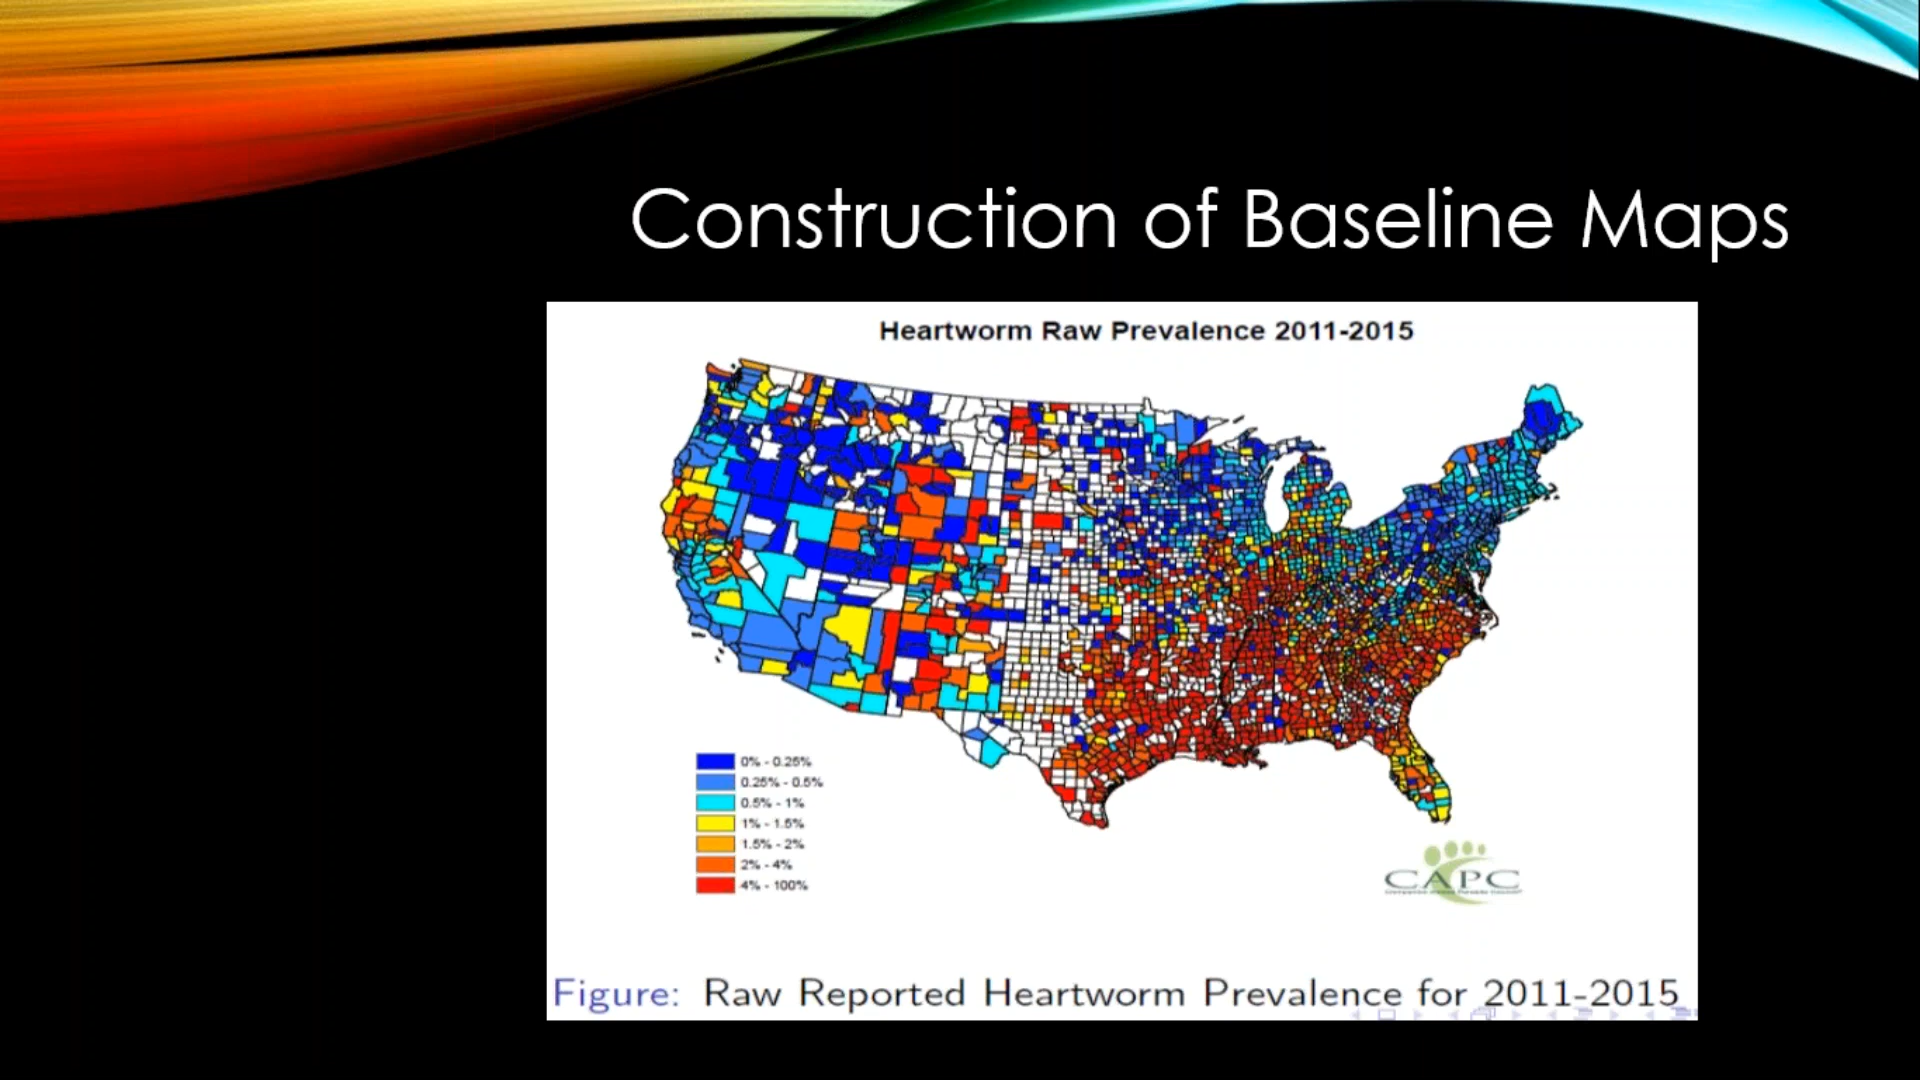 Construction of Baseline Maps
Heartworm Raw Prevalence 2011-2015
0% - 0.25%
0.25% - 0.5%
0.5% - 1%
1% - 1.5%
1.5% - 2%
2% - 4%
4% - 100%
CAPC
Figure: Raw Reported Heartworm Prevalence for 2011-2015